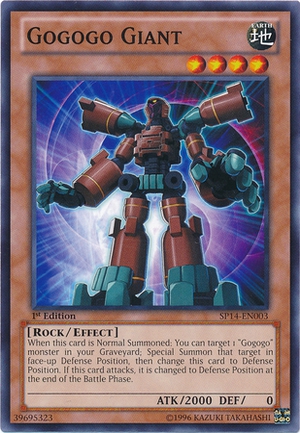 GOGOGO GIANT
EARTH
地
1st Edition
SP14-EN003
[ROCK/EFFECT]
When this card is Normal Summoned: You can target 1 "Gogogo"
monster in your Graveyard; Special Summon that target in
face-up Defense Position, then change this card to Defense
Position. If this card attacks, it is changed to Defense Position at
the end of the Battle Phase.
ATK/2000 DEF/ 0
39695323
©1996 KAZUKI TAKAHASHI